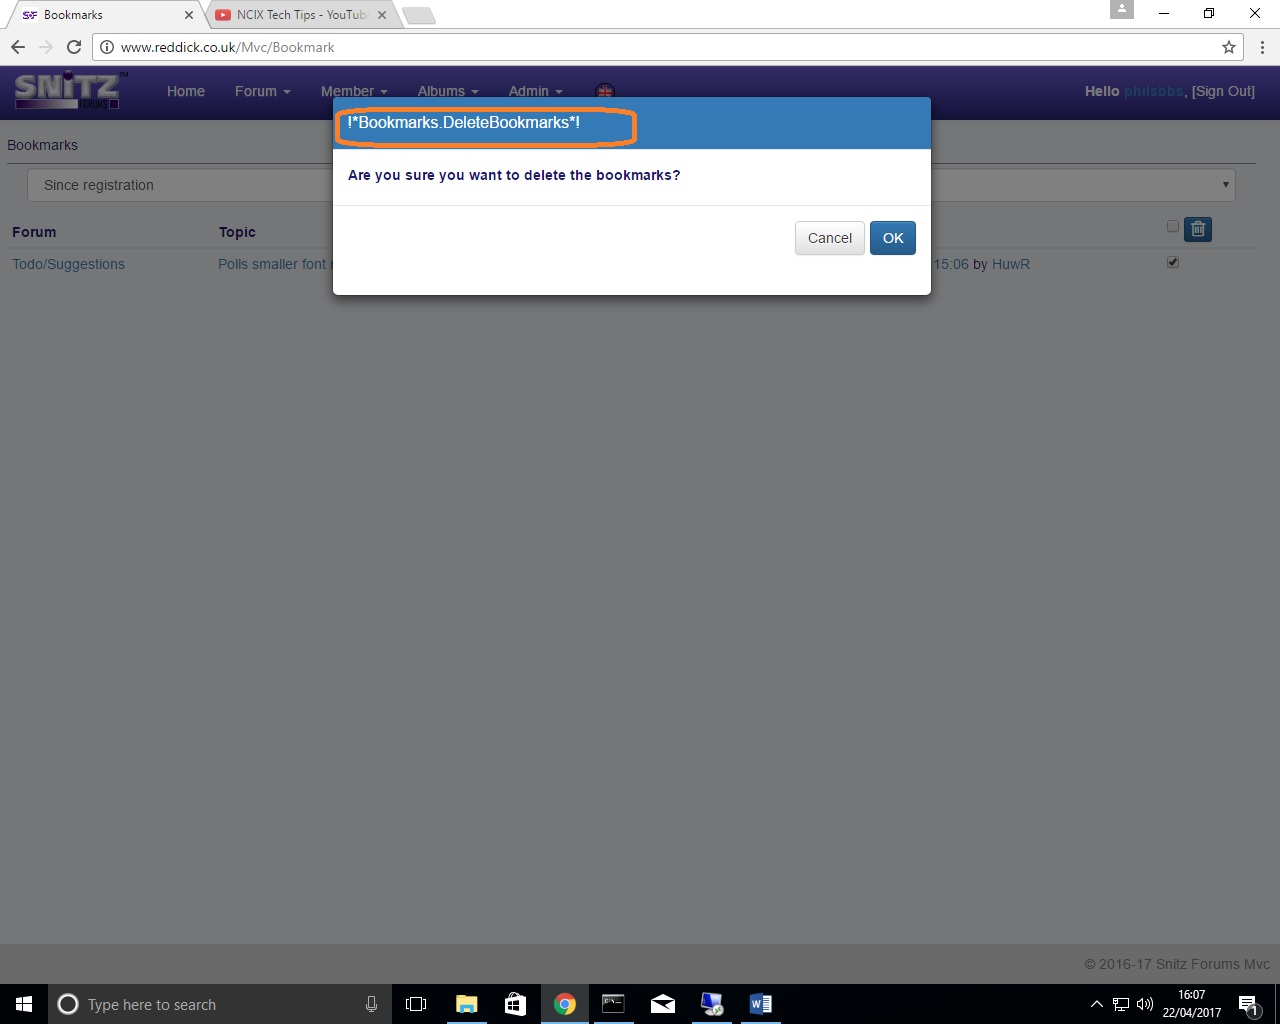 Bookmarks
NCIX Tech Tips - YouTub
www.reddick.co.uk/Mvc/Bookmark
SNiTZ™
FORUMS
Home Forum Member Albums Admin
Hello philsbbs, [Sign Out]
!*Bookmarks.DeleteBookmarks*!
Bookmarks
Are you sure you want to delete the bookmarks?
Since registration
Forum Topic
Cancel OK
Todo/Suggestions Polls smaller font 15:06 by HuwR
© 2016-17 Snitz Forums Mvc
Type here to search
16:07
22/04/2017
1